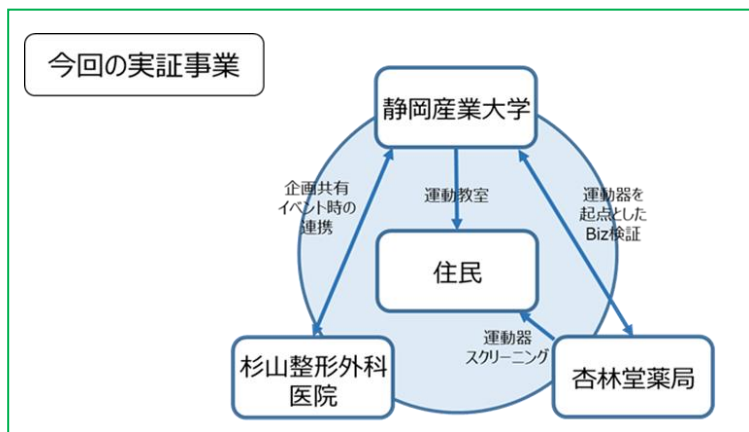 今回の実証事業
静岡産業大学
企画共有
イベント時の
連携
運動教室
運動器を
起点とした
Biz検証
住民
運動器
スクリーニング
杉山整形外科
医院
杏林堂薬局